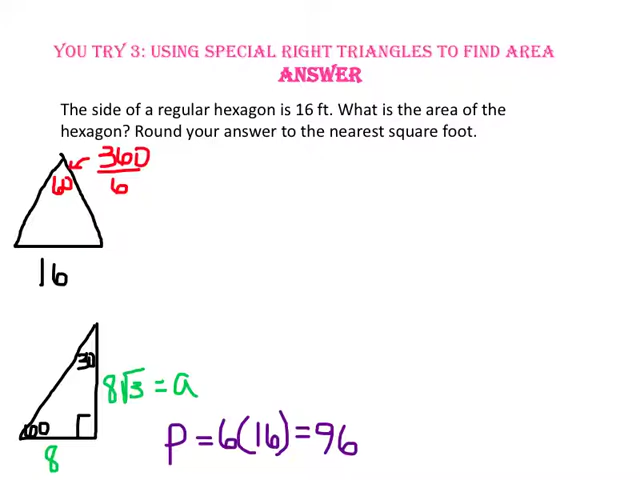 YOU TRY 3: USING SPECIAL RIGHT TRIANGLES TO FIND AREA
ANSWER
The side of a regular hexagon is 16 ft. What is the area of the
hexagon? Round your answer to the nearest square foot.
360
60
6
16
30
8√3 = a
60
8
P = 6(16) = 96